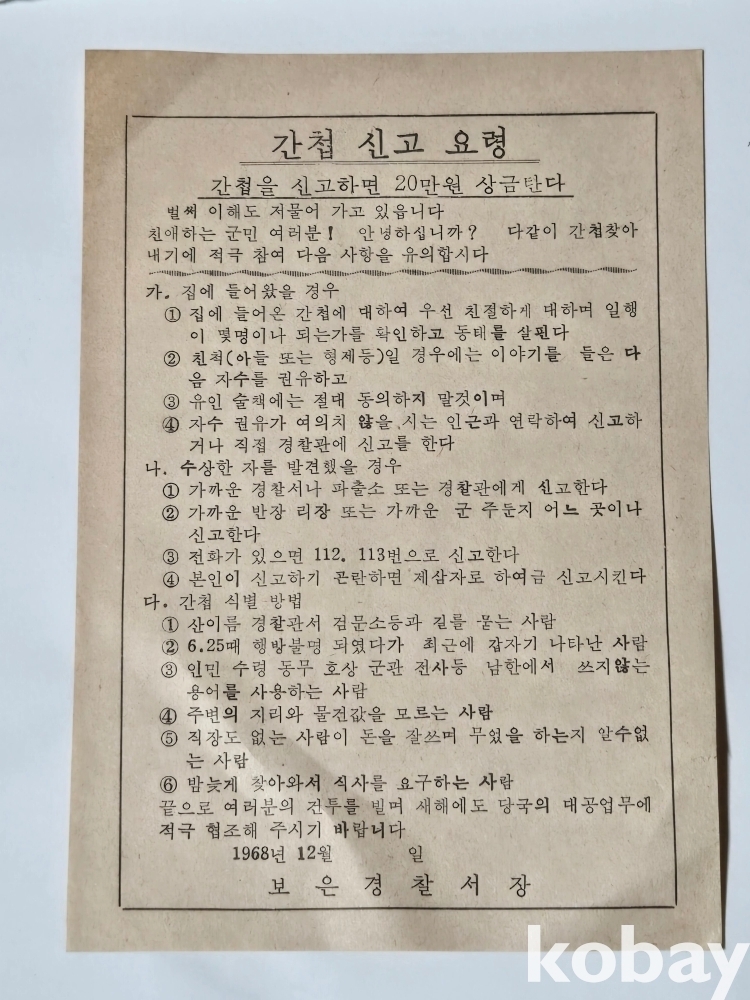 간첩 신고 요령
간첩을 신고하면 20만원 상금탄다
벌써 이해도 저물어 가고 있읍니다
친애하는 군민 여러분! 안녕하십니까? 다같이 간첩찾아
내기에 적극 참여 다음 사항을 유의합시다
가. 집에 들어왔을 경우
① 집에 들어온 간첩에 대하여 우선 친절하게 대하며 일행
이 몇명이나 되는가를 확인하고 동태를 살핀다
② 친척(아들 또는 형제등)일 경우에는 이야기를 들은 다
음 자수를 권유하고
③ 유인 술책에는 절대 동의하지 말것이며
④ 자수 권유가 여의치 않을 시는 인근과 연락하여 신고하
거나 직접 경찰관에 신고를 한다
나. 수상한 자를 발견했을 경우
① 가까운 경찰서나 파출소 또는 경찰관에게 신고한다
② 가까운 반장 리장 또는 가까운 군 주둔지 어느 곳이나
신고한다
③ 전화가 있으면 112. 113번으로 신고한다
④ 본인이 신고하기 곤란하면 제삼자로 하여금 신고시킨다
다. 간첩 식별 방법
① 산이름 경찰관서 검문소등과 길를 묻는 사람
② 6.25때 행방불명 되였다가 최근에 갑자기 나타난 사람
③ 인민 수령 동무 호상 군관 전사등 남한에서 쓰지않는
용어를 사용하는 사람
④ 주변의 지리와 물건값을 모르는 사람
⑤ 직장도 없는 사람이 돈을 잘쓰며 무었을 하는지 알수없
는 사람
⑥ 밤늦게 찾아와서 식사를 요구하는 사람
끝으로 여러분의 건투를 빌며 새해에도 당국의 대공업무에
적극 협조해 주시기 바랍니다
1968년 12월 일
보은경찰서장
kobay